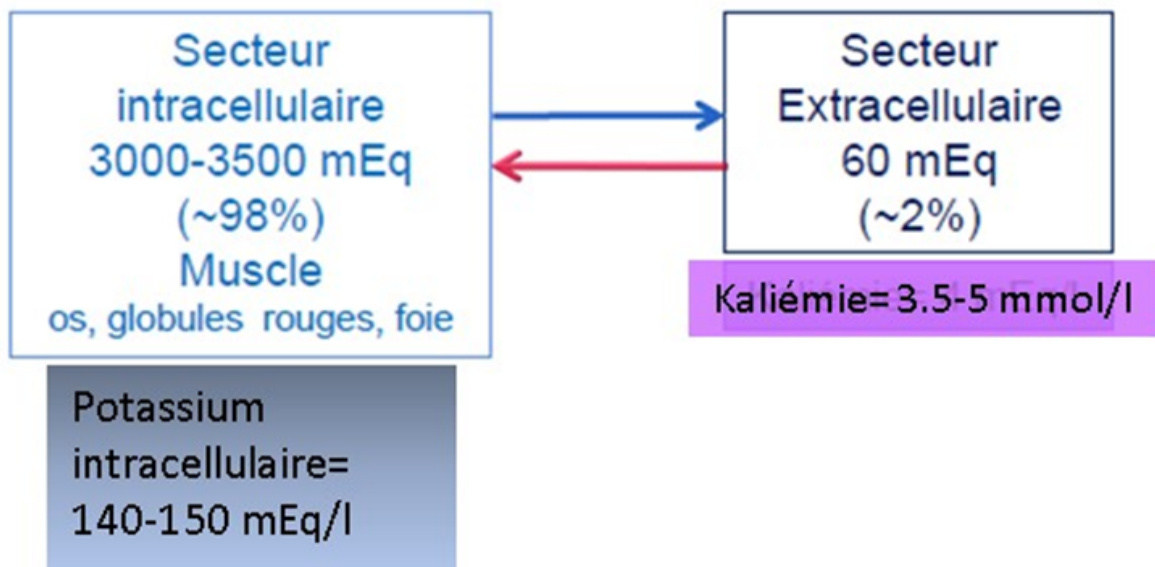 Secteur
intracellulaire
3000-3500 mEq
(~98%)
Muscle
os, globules rouges, foie
Potassium
intracellulaire=
140-150 mEq/l
Secteur
Extracellulaire
60 mEq
(~2%)
Kaliémie= 3.5-5 mmol/l